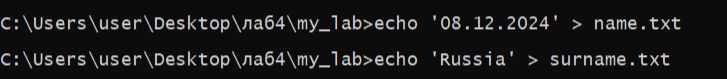 C:\Users\user\Desktop\лаб4\my_lab>echo '08.12.2024' > name.txt
C:\Users\user\Desktop\лаб4\my_lab>echo 'Russia' > surname.txt